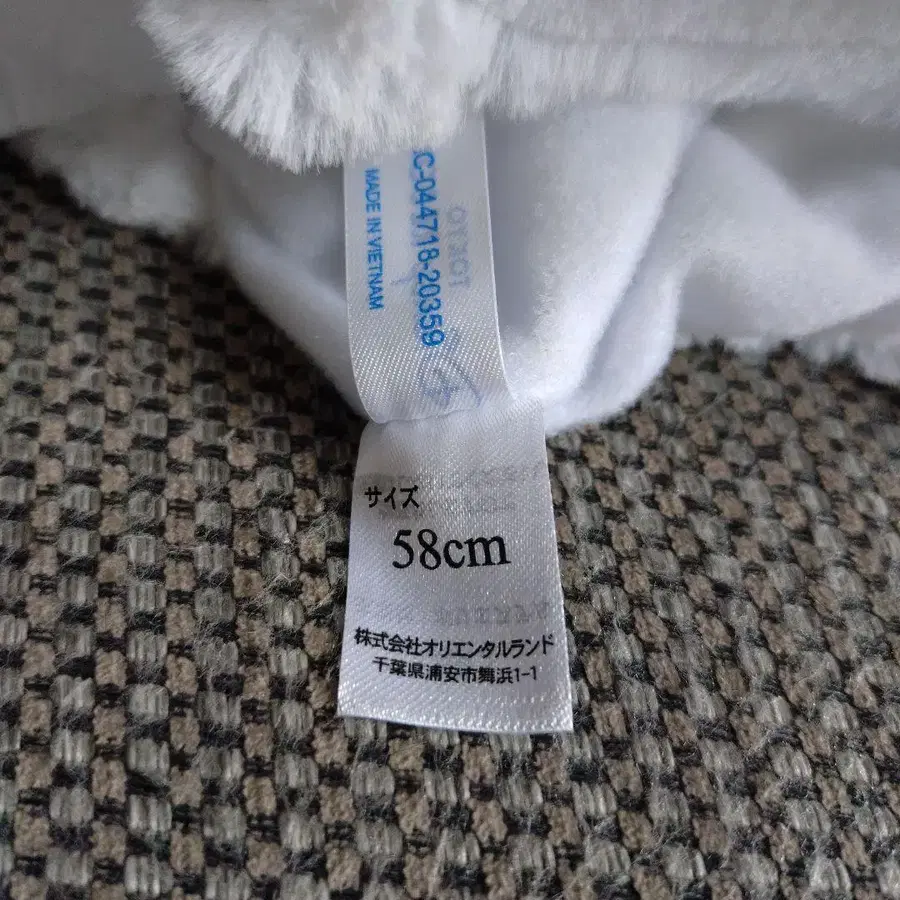 C-044718-20359
MADE IN VIETNAM
サイズ
58cm
株式会社オリエンタルランド
千葉県浦安市舞浜1-1